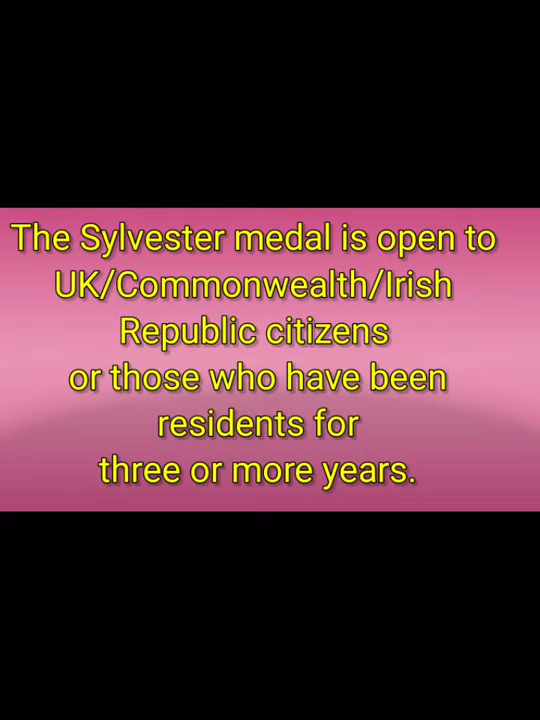 The Sylvester medal is open to
UK/Commonwealth/Irish
Republic citizens
or those who have been
residents for
three or more years.